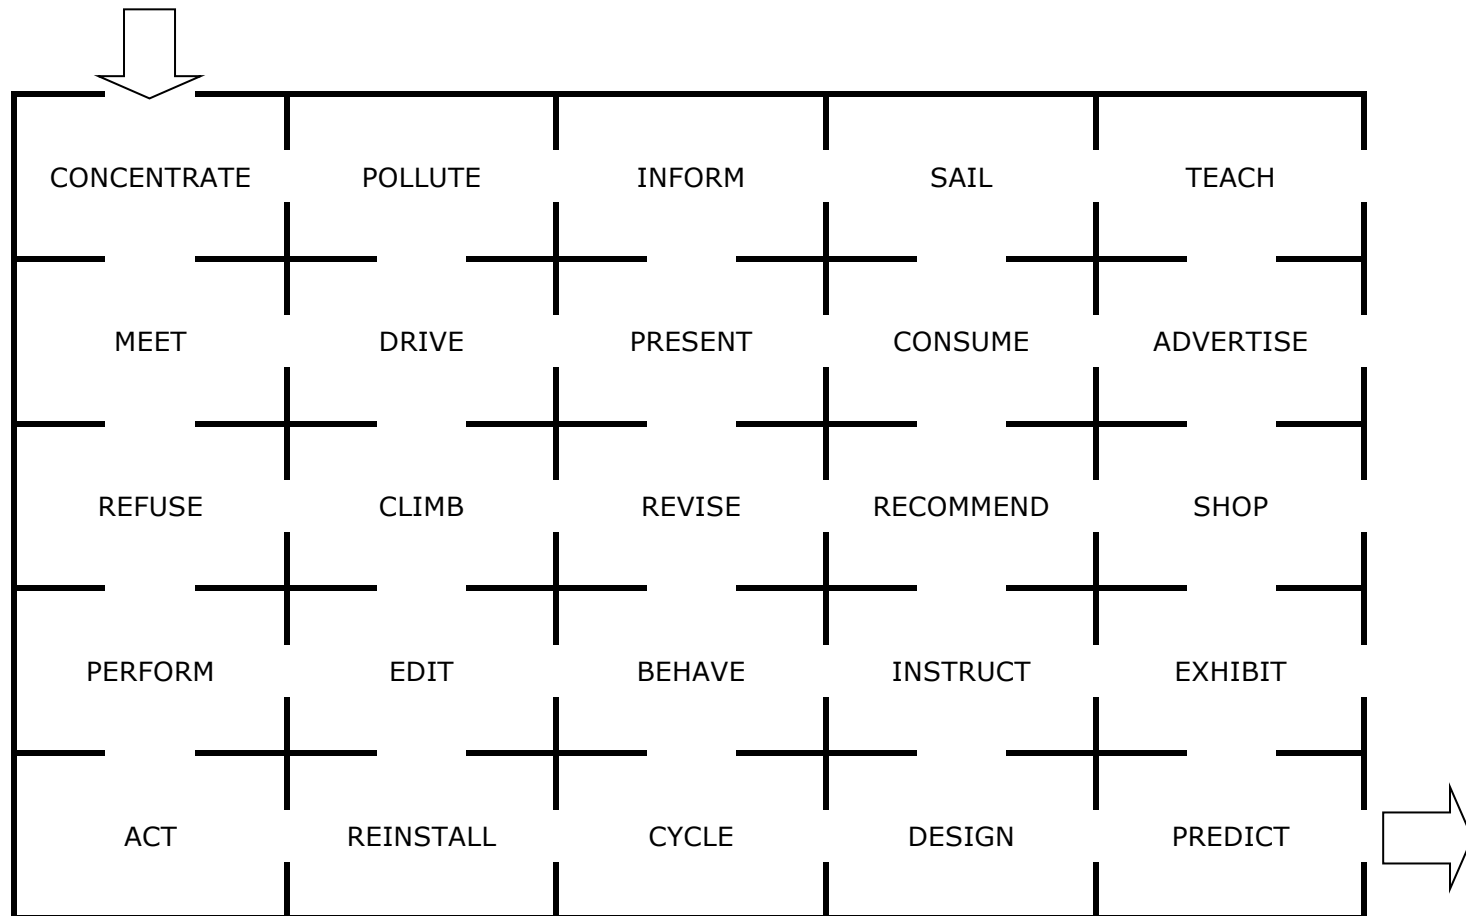 CONCENTRATE POLLUTE INFORM SAIL TEACH
MEET DRIVE PRESENT CONSUME ADVERTISE
REFUSE CLIMB REVISE RECOMMEND SHOP
PERFORM EDIT BEHAVE INSTRUCT EXHIBIT
ACT REINSTALL CYCLE DESIGN PREDICT